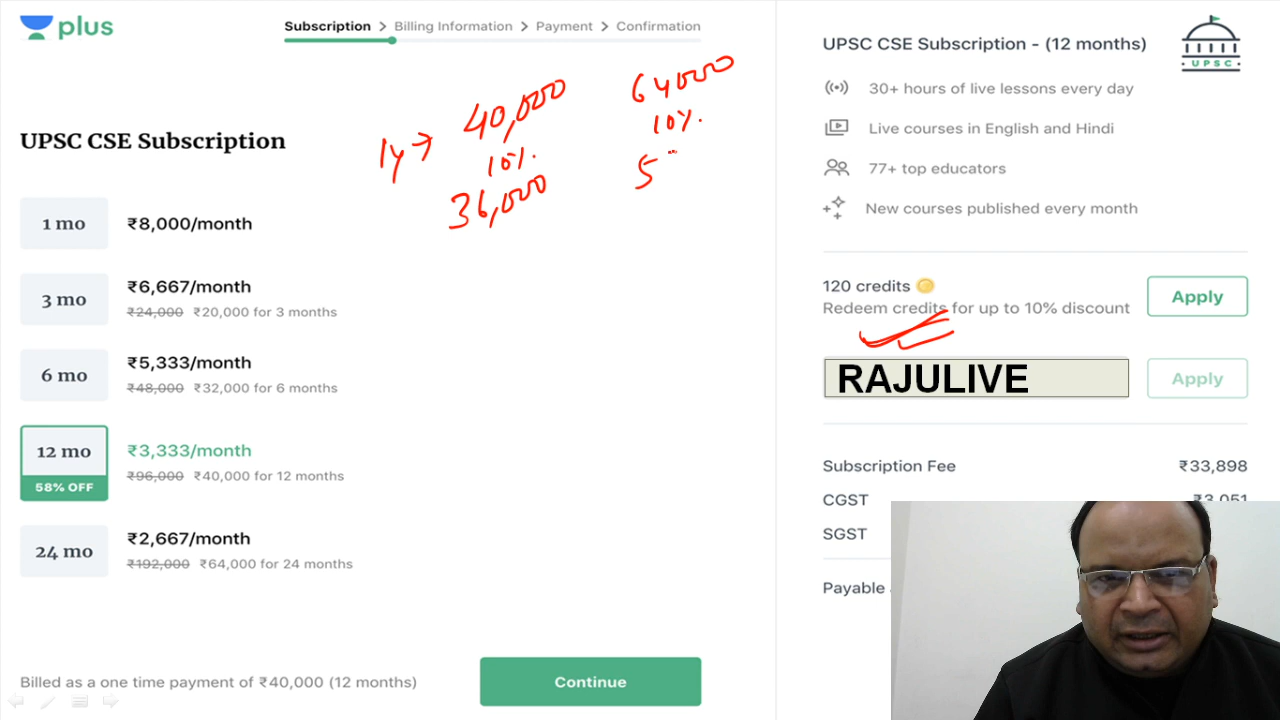 plus
Subscription > Billing Information > Payment > Confirmation
UPSC CSE Subscription
1y → 40,000
10%.
36,000
64000
10%.
5
1 mo ₹8,000/month
3 mo ₹6,667/month
₹24,000 ₹20,000 for 3 months
6 mo ₹5,333/month
₹48,000 ₹32,000 for 6 months
12 mo ₹3,333/month
58% OFF ₹96,000 ₹40,000 for 12 months
24 mo ₹2,667/month
₹192,000 ₹64,000 for 24 months
Billed as a one time payment of ₹40,000 (12 months)
Continue
UPSC CSE Subscription - (12 months)
UPSC
30+ hours of live lessons every day
Live courses in English and Hindi
77+ top educators
New courses published every month
120 credits
Redeem credits for up to 10% discount
Apply
RAJULIVE
Apply
Subscription Fee ₹33,898
CGST ₹3,051
SGST
Payable